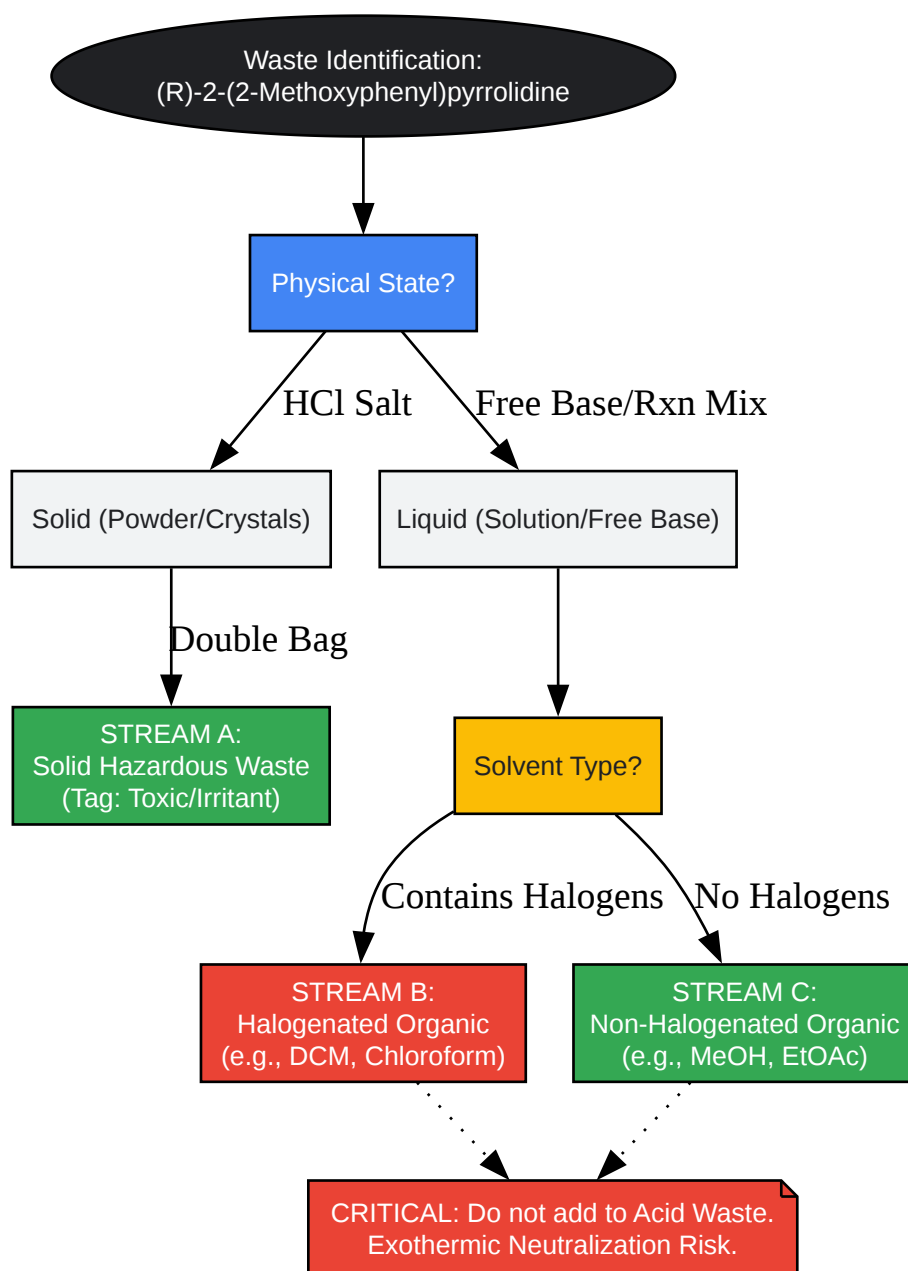 Waste Identification:
(R)-2-(2-Methoxyphenyl)pyrrolidine
Physical State?
HCl Salt
Free Base/Rxn Mix
Solid (Powder/Crystals)
Liquid (Solution/Free Base)
Double Bag
STREAM A:
Solid Hazardous Waste
(Tag: Toxic/Irritant)
Solvent Type?
Contains Halogens
No Halogens
STREAM B:
Halogenated Organic
(e.g., DCM, Chloroform)
STREAM C:
Non-Halogenated Organic
(e.g., MeOH, EtOAc)
CRITICAL: Do not add to Acid Waste.
Exothermic Neutralization Risk.